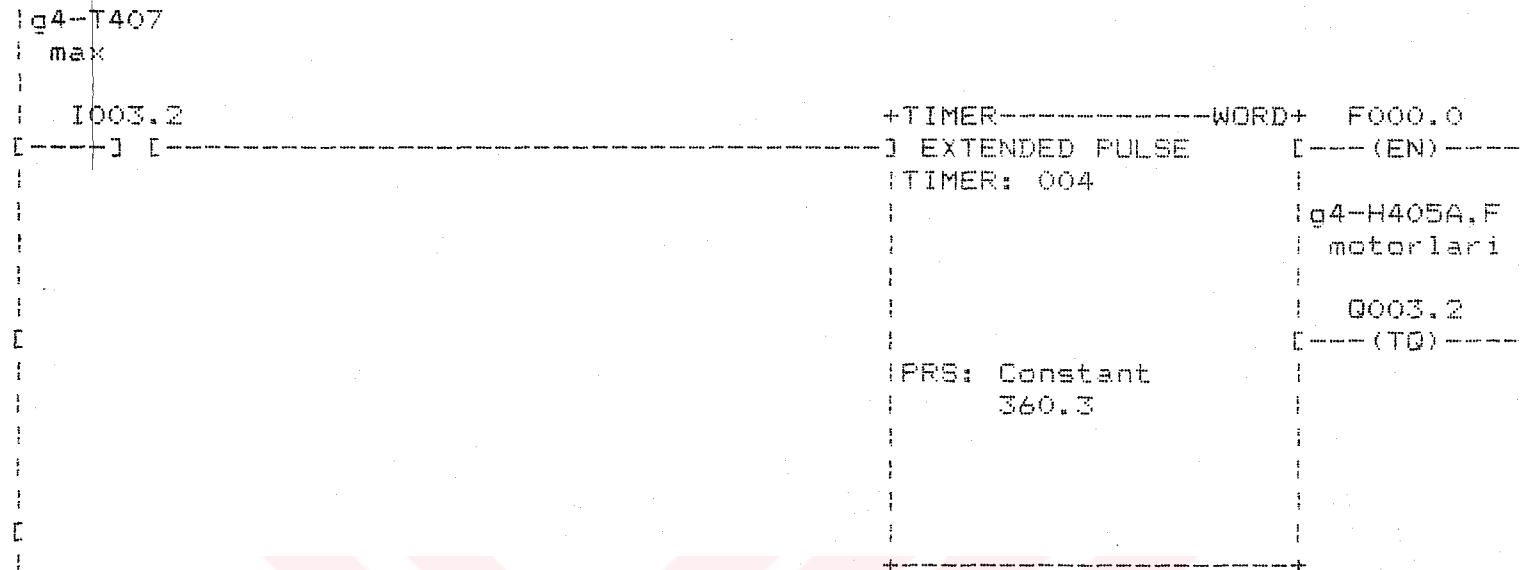 g4-T407
max
I003.2 +TIMER-----------WORD+ F000.0
[----] [-------------------------------------] EXTENDED PULSE [---(EN)----
TIMER: 004
g4-H405A,F
motorlari
Q003.2
[---(TQ)----
PRS: Constant
360.3